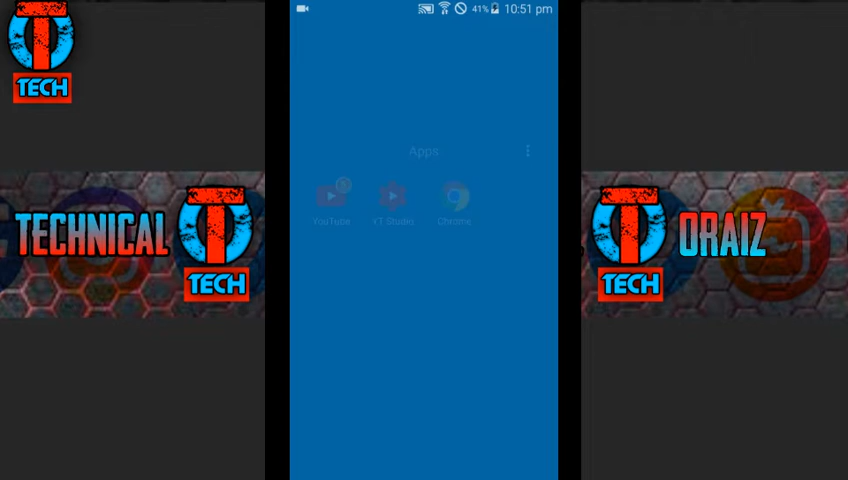 TECH
41% 10:51 pm
Apps
YouTube YT Studio Chrome
TECHNICAL
TECH
TECH
ORAIZ